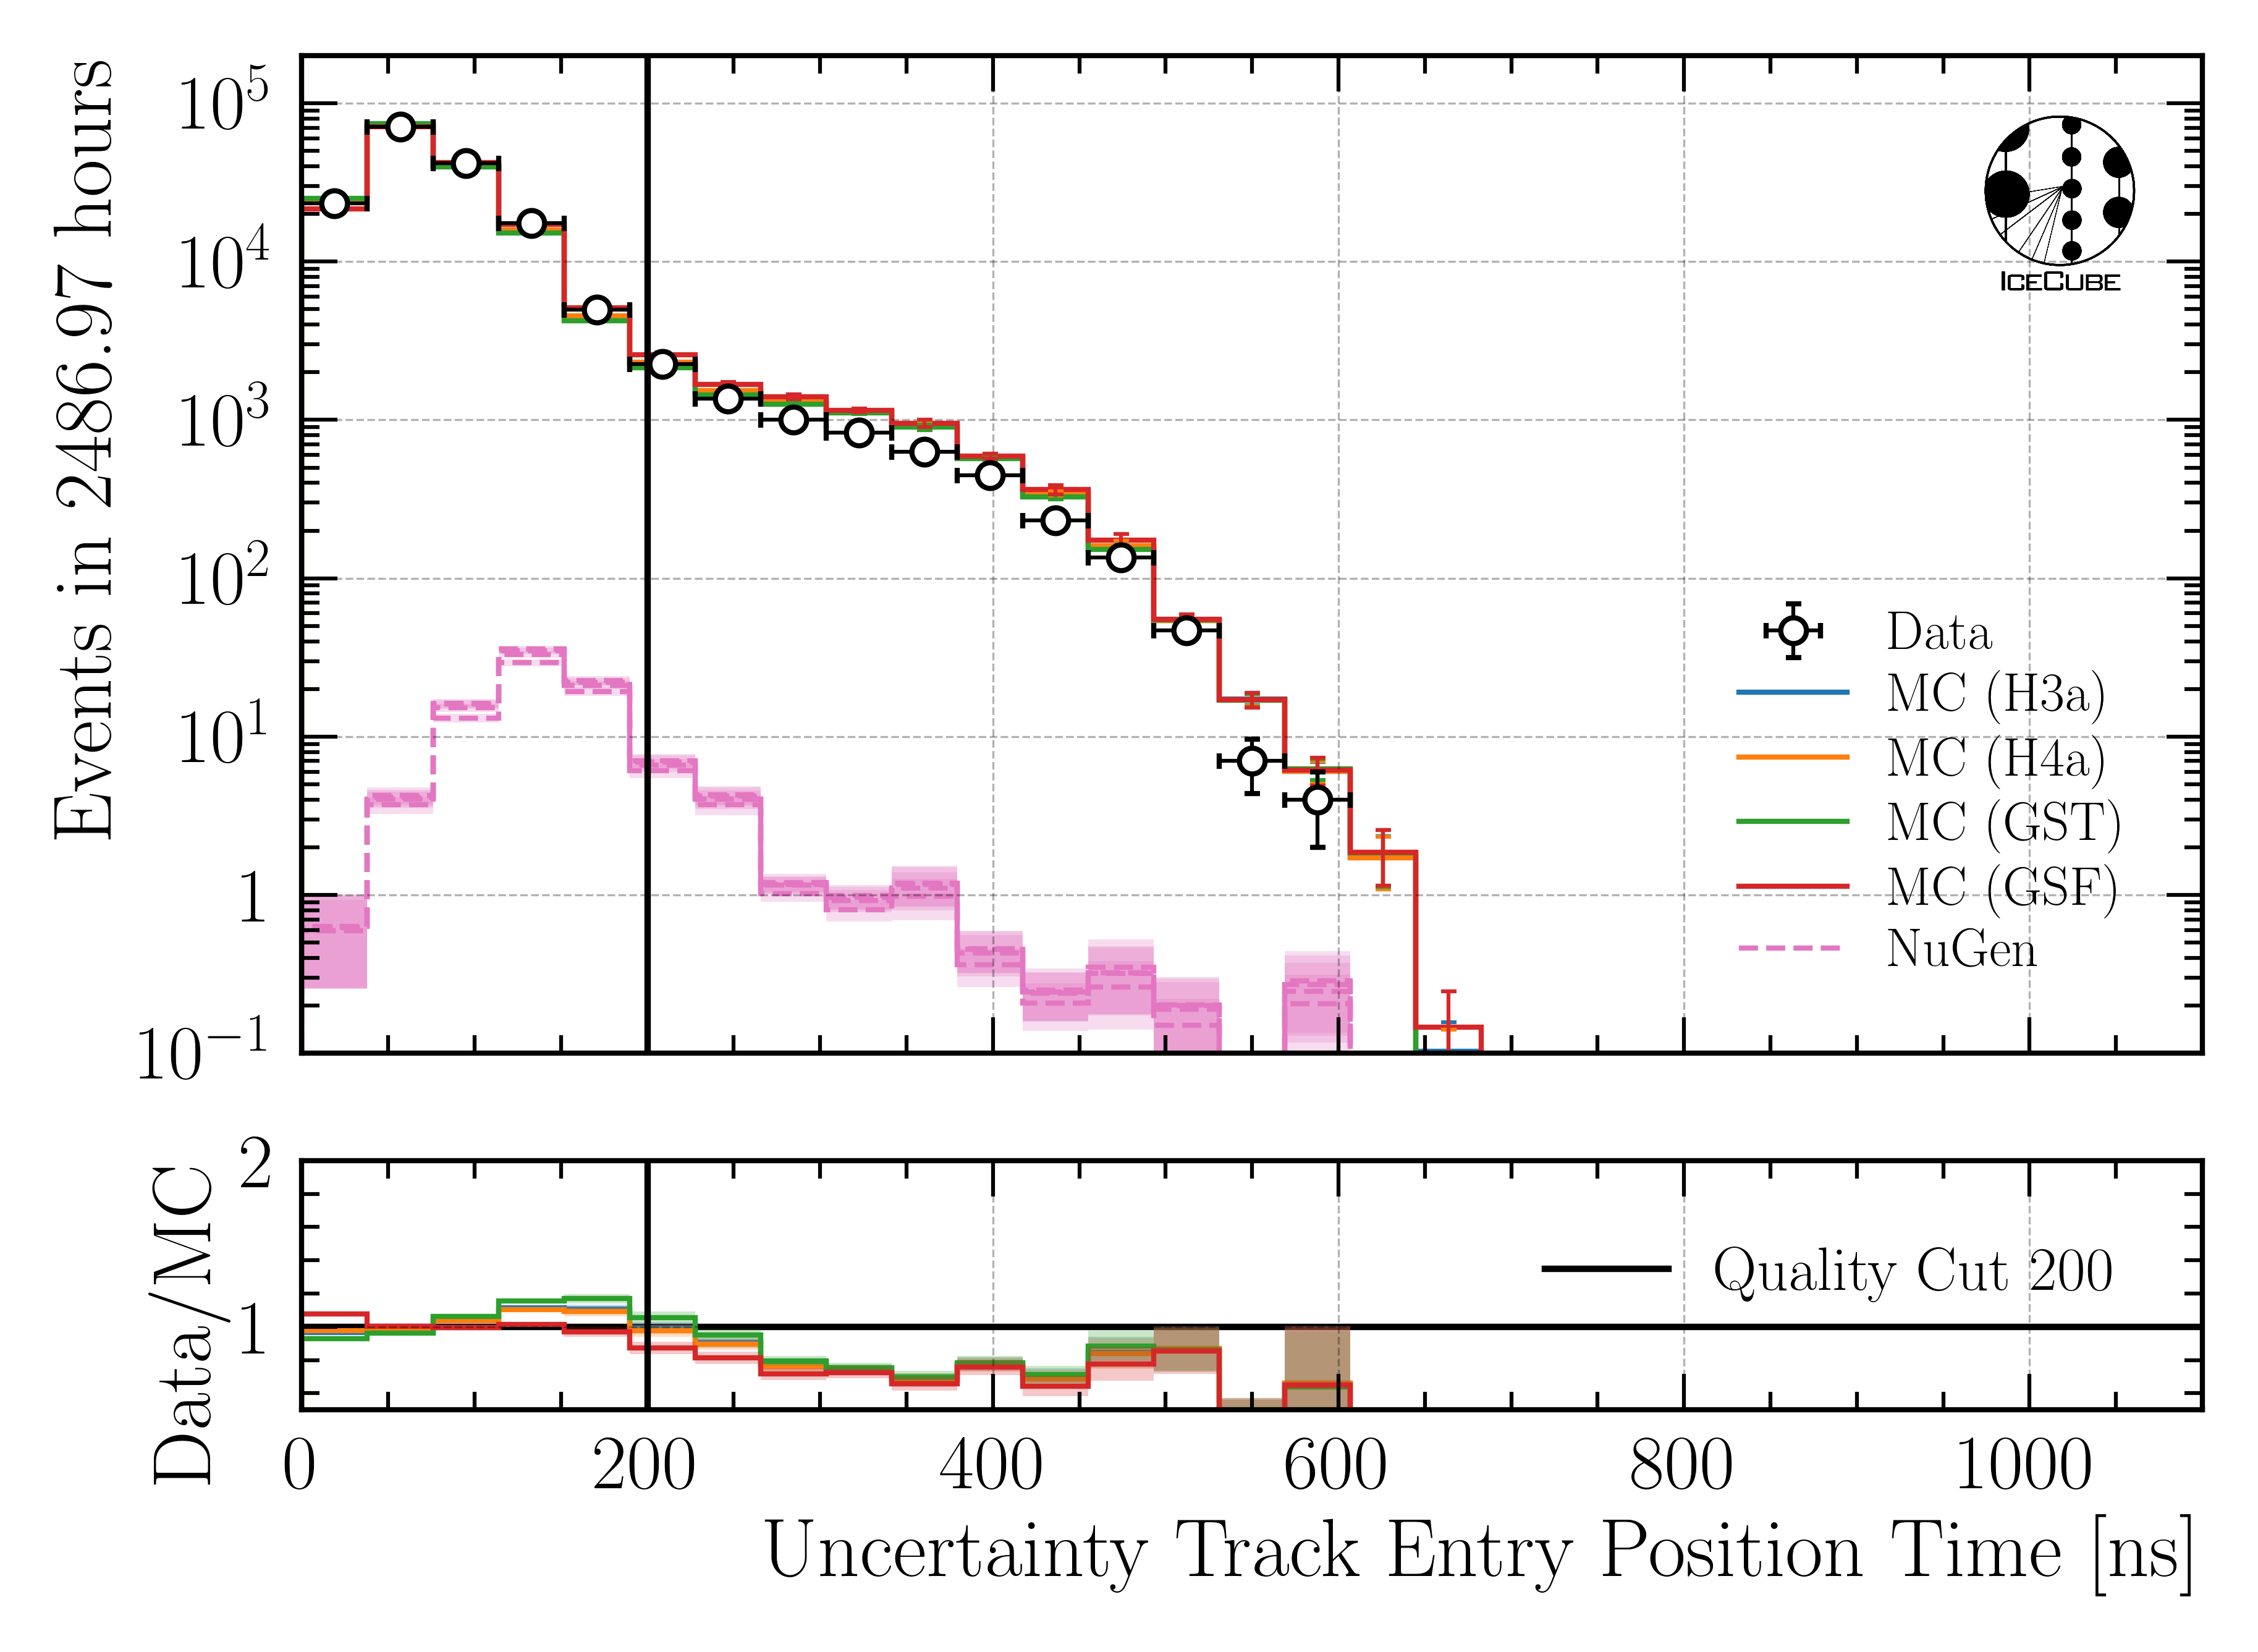 Events in 2486.97 hours
10^5
10^4
10^3
10^2
10^1
1
10^−1
ICECUBE
Data
MC (H3a)
MC (H4a)
MC (GST)
MC (GSF)
NuGen
Data/MC
2
1
Quality Cut 200
0 200 400 600 800 1000
Uncertainty Track Entry Position Time [ns]